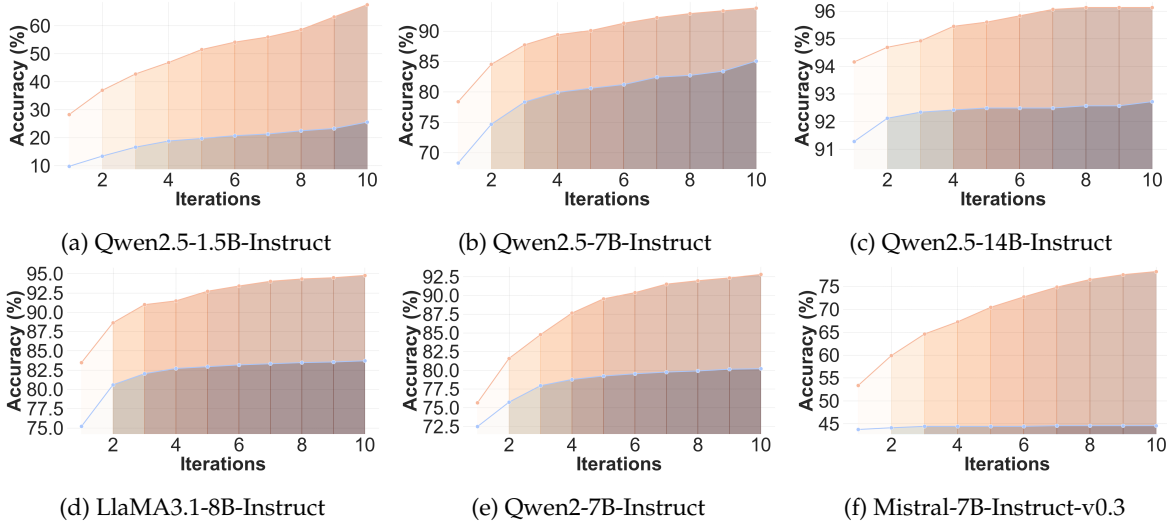 Accuracy (%)
60
50
40
30
20
10
2 4 6 8 10
Iterations
(a) Qwen2.5-1.5B-Instruct
Accuracy (%)
90
85
80
75
70
2 4 6 8 10
Iterations
(b) Qwen2.5-7B-Instruct
Accuracy (%)
96
95
94
93
92
91
2 4 6 8 10
Iterations
(c) Qwen2.5-14B-Instruct
Accuracy (%)
95.0
92.5
90.0
87.5
85.0
82.5
80.0
77.5
75.0
2 4 6 8 10
Iterations
(d) LlaMA3.1-8B-Instruct
Accuracy (%)
92.5
90.0
87.5
85.0
82.5
80.0
77.5
75.0
72.5
2 4 6 8 10
Iterations
(e) Qwen2-7B-Instruct
Accuracy (%)
75
70
65
60
55
50
45
2 4 6 8 10
Iterations
(f) Mistral-7B-Instruct-v0.3